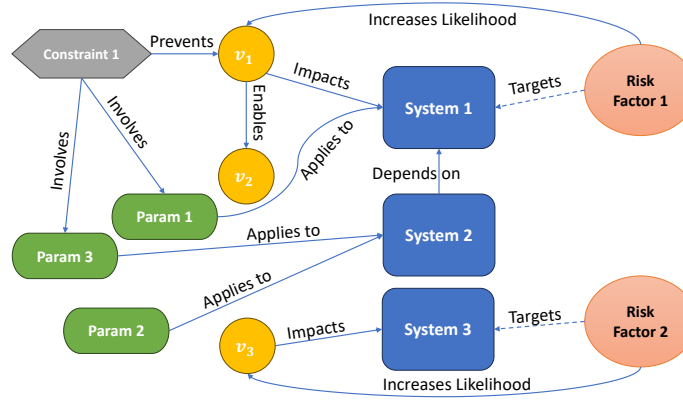 Increases Likelihood
Constraint 1
Prevents
v1
Impacts
System 1
Targets
Risk
Factor 1
Involves
Involves
Enables
v2
Applies to
Depends on
Param 1
Param 3
Applies to
System 2
Applies to
Param 2
v3
Impacts
System 3
Targets
Risk
Factor 2
Increases Likelihood